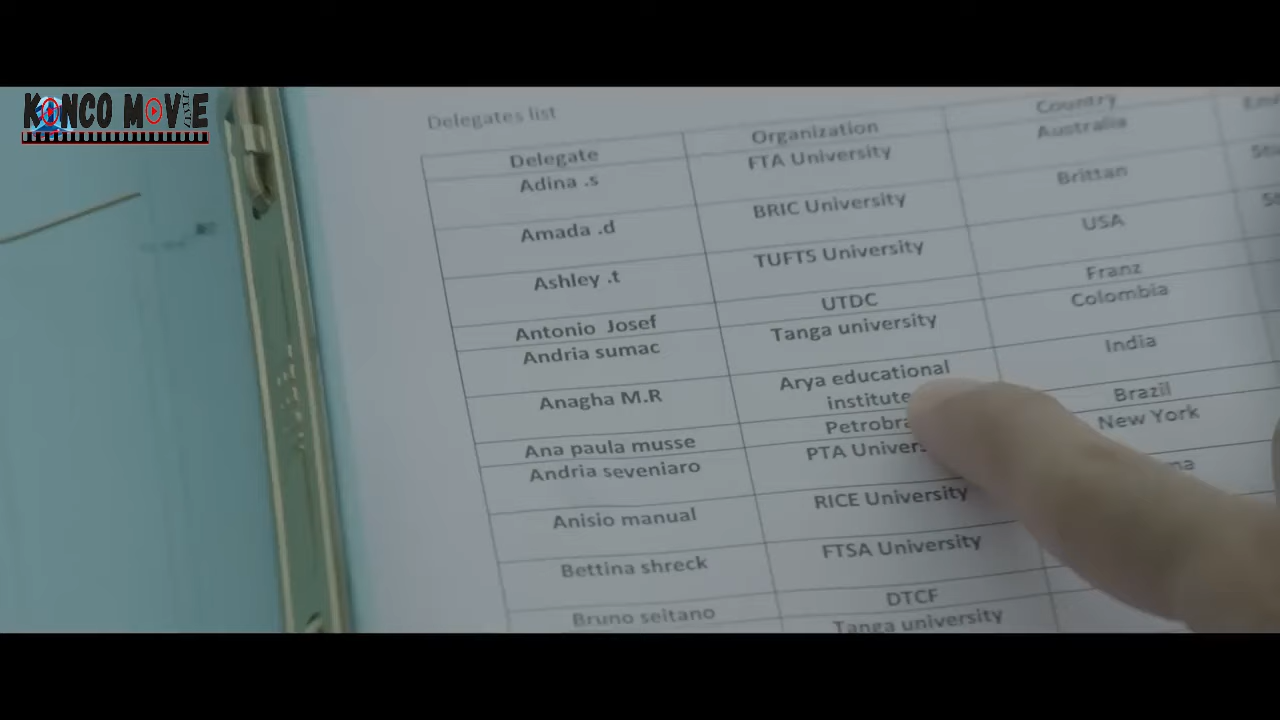 KONCO MOVIE
Delegates list
Delegate Organization Country
Adina .s FTA University Australia
Amada .d BRIC University Brittan
Ashley .t TUFTS University USA
Antonio Josef UTDC Franz
Andria sumac Tanga university Colombia
Anagha M.R Arya educational India
institute
Ana paula musse Brazil
Andria seveniaro PTA New York
Anisio manual RICE University
Bettina shreck FTSA University
Bruno seitano DTCF
Tanga university